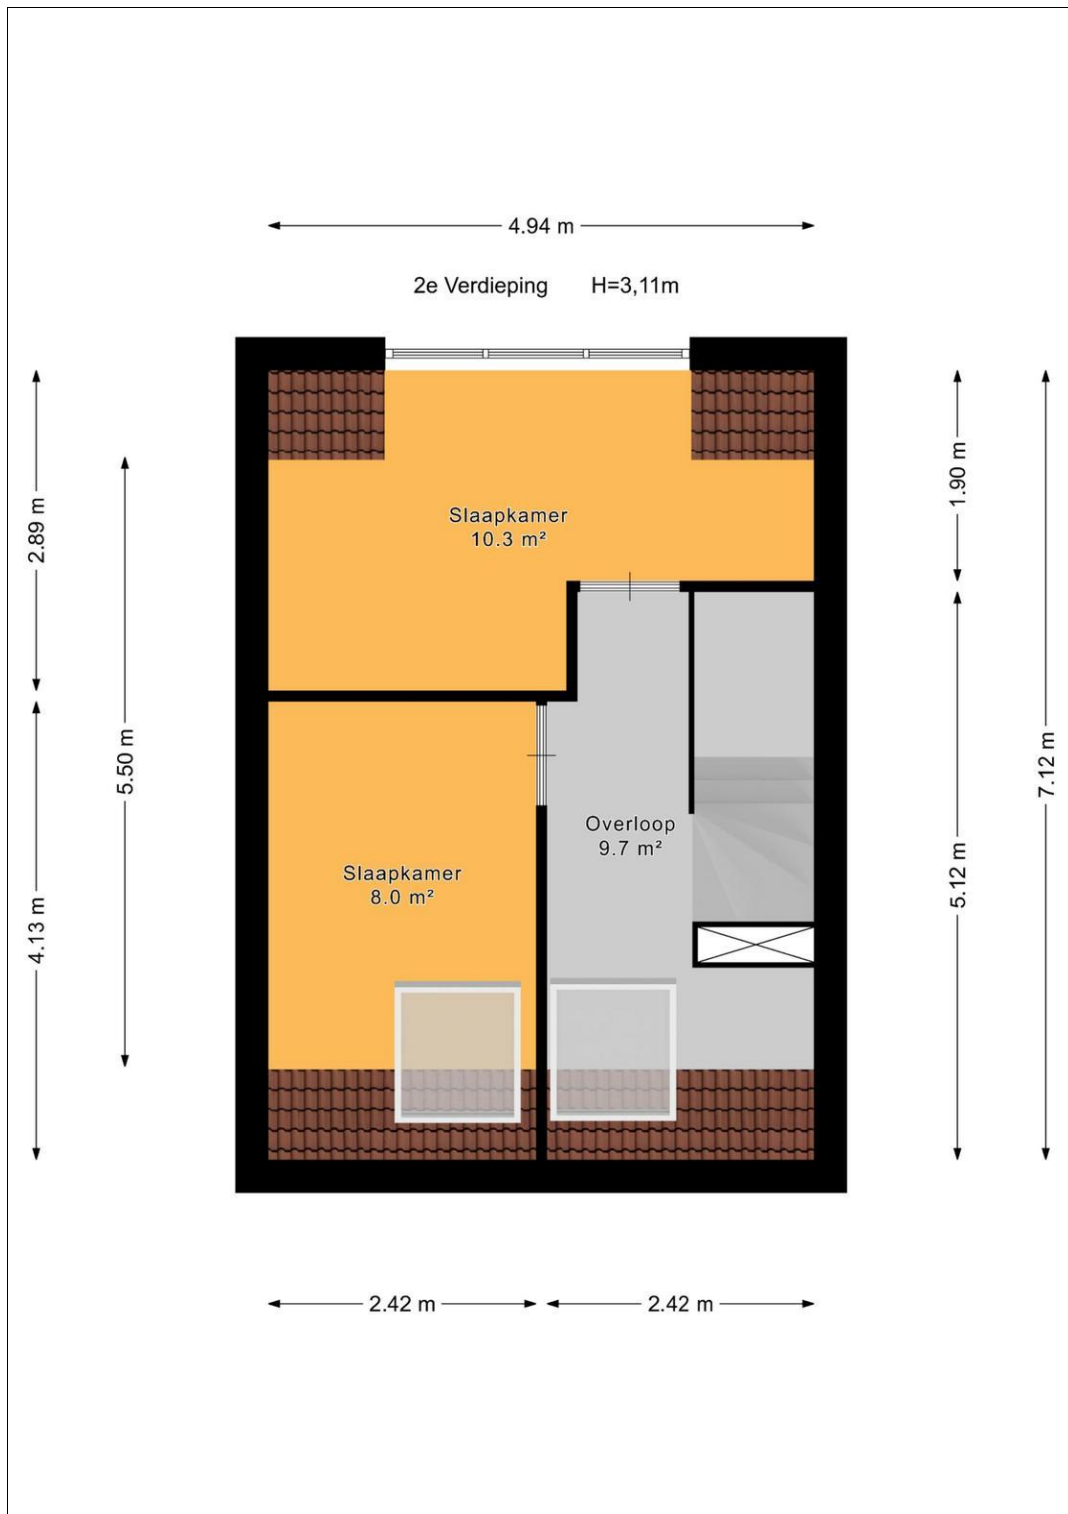 4.94 m
2e Verdieping H=3,11m
2.89 m
1.90 m
Slaapkamer
10.3 m²
5.50 m
7.12 m
Overloop
9.7 m²
Slaapkamer
8.0 m²
4.13 m
5.12 m
2.42 m
2.42 m